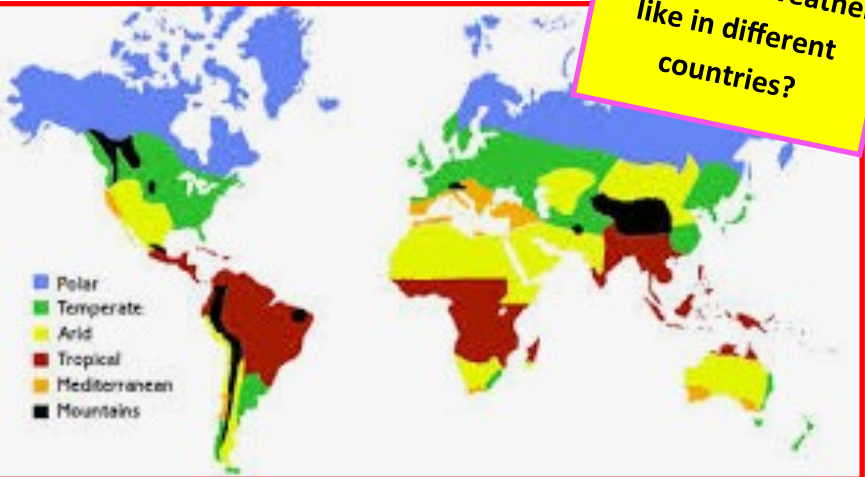 like in different
countries?
Polar
Temperate
Arid
Tropical
Mediterranean
Mountains